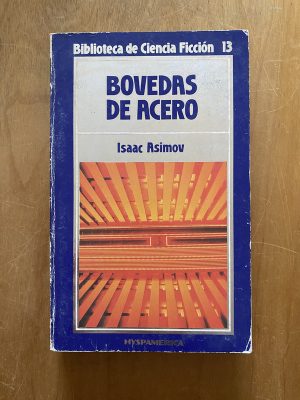 Biblioteca de Ciencia Ficción 13
BOVEDAS
DE ACERO
Isaac Asimov
HYSPAMERICA